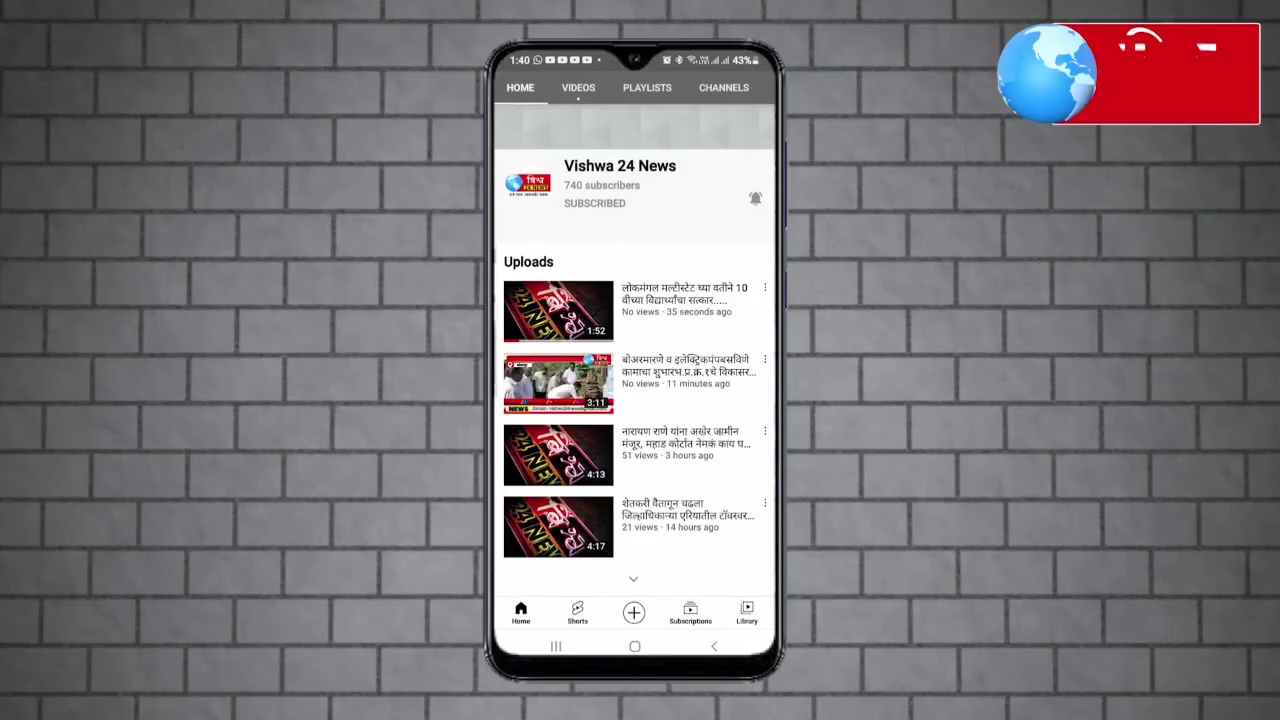 1:40
43%
HOME VIDEOS PLAYLISTS CHANNELS
Vishwa 24 News
740 subscribers
SUBSCRIBED
विश्व
24 NEWS
Uploads
लोकमंगल मल्टीस्टेट च्या वतीने 10
वीच्या विद्यार्थ्यांचा सत्कार.....
No views · 35 seconds ago
1:52
बोअरमारणे व इलेक्ट्रिकपंपबसविणे
कामाचा शुभारंभ.प्र.क्र.१चे विकासर...
No views · 11 minutes ago
3:11
NEWS
नारायण राणे यांना अखेर जामीन
मंजूर, महाड कोर्टात नेमकं काय घ...
51 views · 3 hours ago
4:13
शेतकरी वैतागून चढला
जिल्हाधिकाऱ्या एरियातील टॉवरवर...
21 views · 14 hours ago
4:17
Home Shorts Subscriptions Library